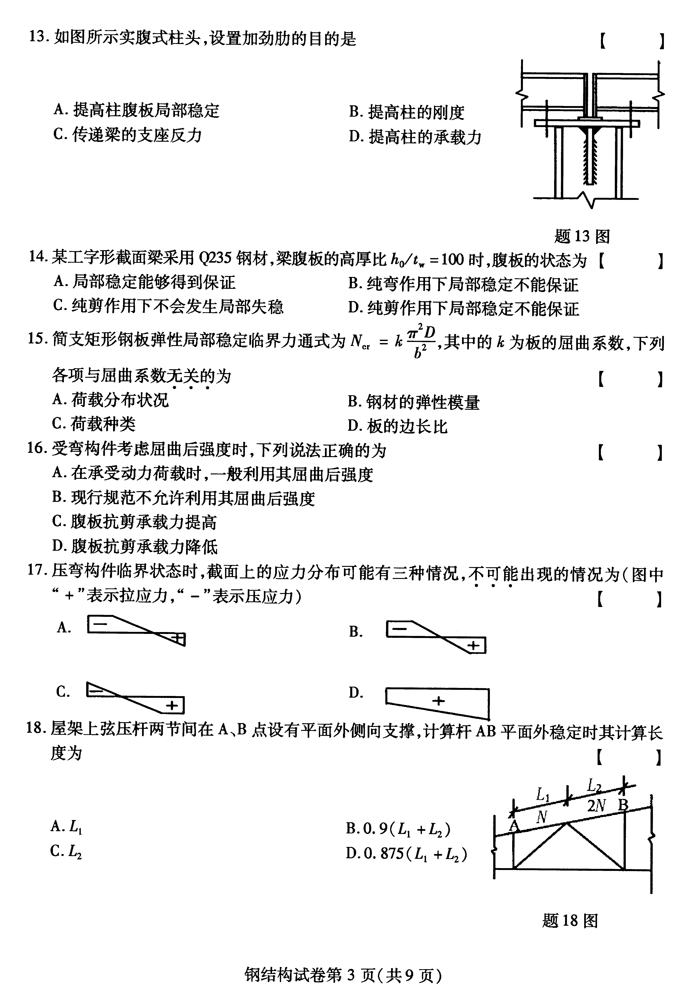 13. 如图所示实腹式柱头,设置加劲肋的目的是 【 】
A. 提高柱腹板局部稳定 B. 提高柱的刚度
C. 传递梁的支座反力 D. 提高柱的承载力
题 13 图
14. 某工字形截面梁采用 Q235 钢材,梁腹板的高厚比 h₀/t_w = 100 时,腹板的状态为 【 】
A. 局部稳定能够得到保证 B. 纯弯作用下局部稳定不能保证
C. 纯剪作用下不会发生局部失稳 D. 纯剪作用下局部稳定不能保证
15. 简支矩形钢板弹性局部稳定临界力通式为 N_cr = k π²D/b²,其中的 k 为板的屈曲系数,下列
各项与屈曲系数无关的为 【 】
A. 荷载分布状况 B. 钢材的弹性模量
C. 荷载种类 D. 板的边长比
16. 受弯构件考虑屈曲后强度时,下列说法正确的为 【 】
A. 在承受动力荷载时,一般利用其屈曲后强度
B. 现行规范不允许利用其屈曲后强度
C. 腹板抗剪承载力提高
D. 腹板抗剪承载力降低
17. 压弯构件临界状态时,截面上的应力分布可能有三种情况,不可能出现的情况为(图中
“+”表示拉应力,“-”表示压应力) 【 】
A. − + B. − +
C. − + D. +
18. 屋架上弦压杆两节间在 A、B 点设有平面外侧向支撑,计算杆 AB 平面外稳定时其计算长
度为 【 】
L₁ L₂
N 2N
A B
A. L₁ B. 0.9(L₁ + L₂)
C. L₂ D. 0.875(L₁ + L₂)
题 18 图
钢结构试卷第 3 页(共 9 页)